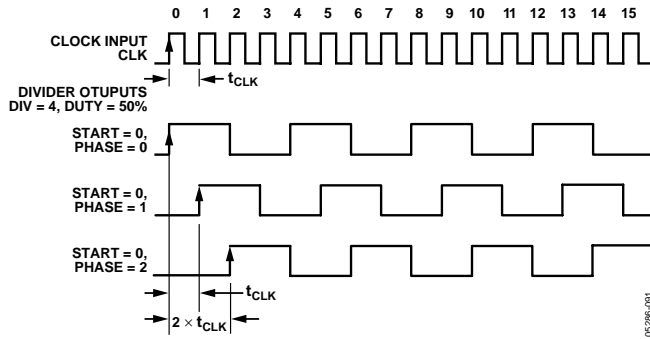 0 1 2 3 4 5 6 7 8 9 10 11 12 13 14 15
CLOCK INPUT
CLK
tCLK
DIVIDER OTUPUTS
DIV = 4, DUTY = 50%
START = 0,
PHASE = 0
START = 0,
PHASE = 1
START = 0,
PHASE = 2
tCLK
2 × tCLK
05286-091